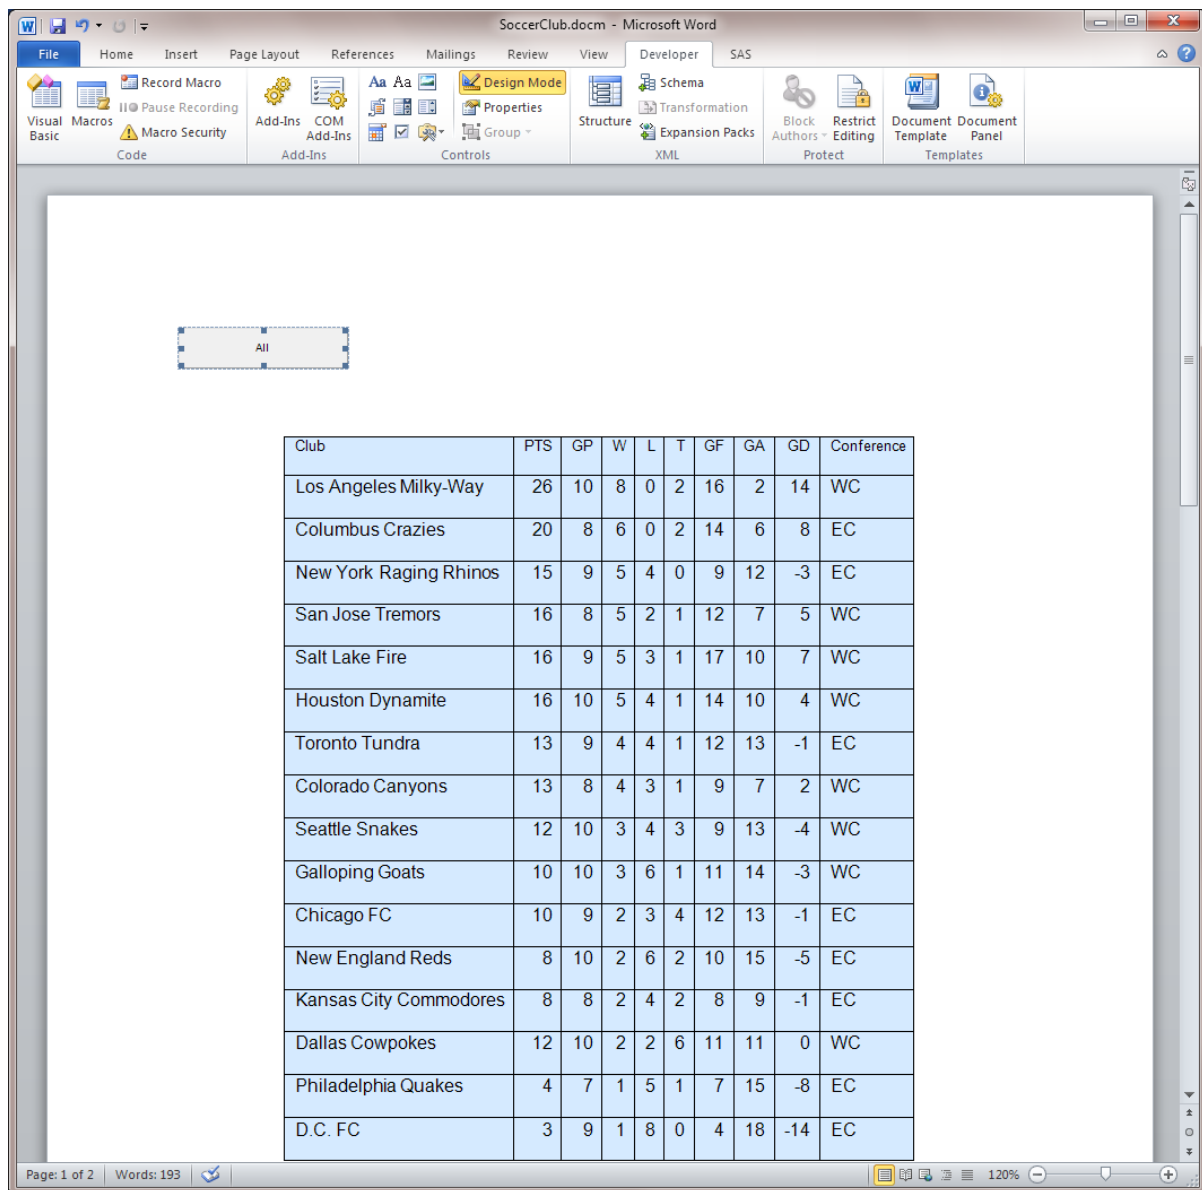 SoccerClub.docm - Microsoft Word
File Home Insert Page Layout References Mailings Review View Developer SAS
Visual Basic
Macros
Record Macro
Pause Recording
Macro Security
Code
Add-Ins
COM Add-Ins
Add-Ins
Aa Aa
Design Mode
Properties
Group
Controls
Structure
Schema
Transformation
Expansion Packs
XML
Block Authors
Restrict Editing
Protect
Document Template
Document Panel
Templates
All
Club PTS GP W L T GF GA GD Conference
Los Angeles Milky-Way 26 10 8 0 2 16 2 14 WC
Columbus Crazies 20 8 6 0 2 14 6 8 EC
New York Raging Rhinos 15 9 5 4 0 9 12 -3 EC
San Jose Tremors 16 8 5 2 1 12 7 5 WC
Salt Lake Fire 16 9 5 3 1 17 10 7 WC
Houston Dynamite 16 10 5 4 1 14 10 4 WC
Toronto Tundra 13 9 4 4 1 12 13 -1 EC
Colorado Canyons 13 8 4 3 1 9 7 2 WC
Seattle Snakes 12 10 3 4 3 9 13 -4 WC
Galloping Goats 10 10 3 6 1 11 14 -3 WC
Chicago FC 10 9 2 3 4 12 13 -1 EC
New England Reds 8 10 2 6 2 10 15 -5 EC
Kansas City Commodores 8 8 2 4 2 8 9 -1 EC
Dallas Cowpokes 12 10 2 2 6 11 11 0 WC
Philadelphia Quakes 4 7 1 5 1 7 15 -8 EC
D.C. FC 3 9 1 8 0 4 18 -14 EC
Page: 1 of 2 Words: 193 120%